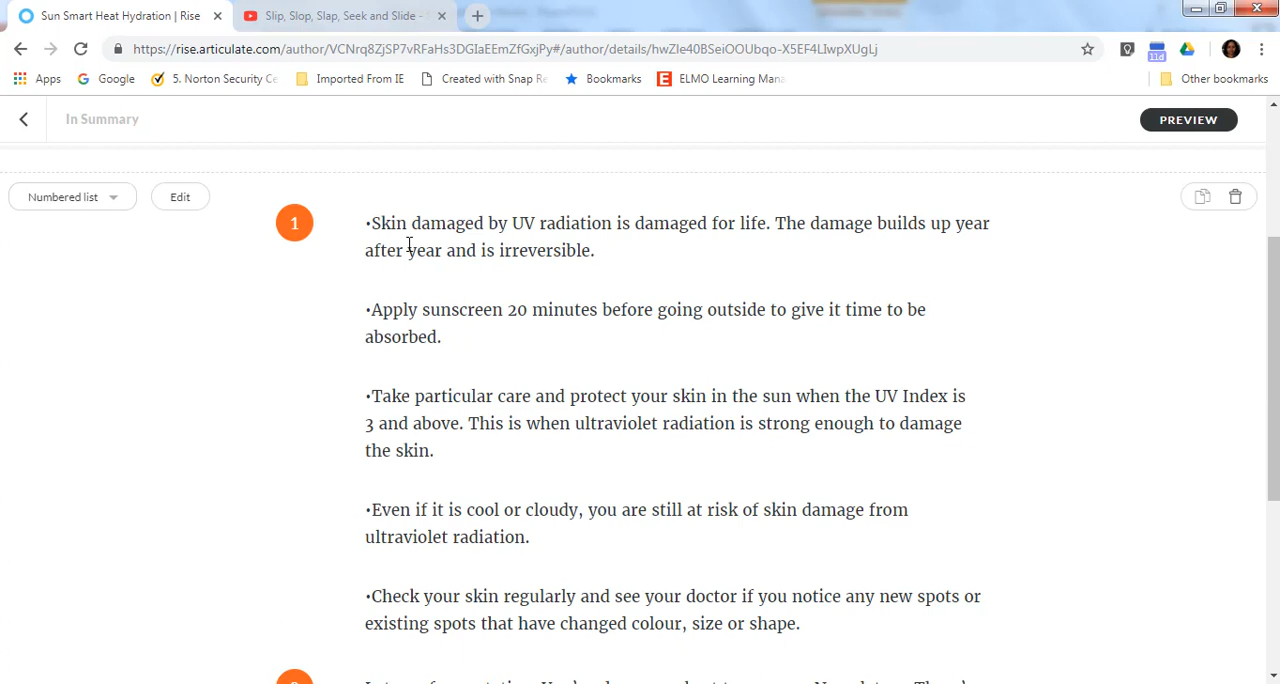 Sun Smart Heat Hydration | Rise
Slip, Slop, Slap, Seek and Slide -
https://rise.articulate.com/author/VCNrq8ZjSP7vRFaHs3DGIaEEmZfGxjPy#/author/details/hwZle40BSeiOOUbqo-X5EF4LIwpXUgLj
11d
Apps
Google
5. Norton Security Ce
Imported From IE
Created with Snap Re
Bookmarks
ELMO Learning Mana
Other bookmarks
In Summary
PREVIEW
Numbered list
Edit
1
•Skin damaged by UV radiation is damaged for life. The damage builds up year
after year and is irreversible.
•Apply sunscreen 20 minutes before going outside to give it time to be
absorbed.
•Take particular care and protect your skin in the sun when the UV Index is
3 and above. This is when ultraviolet radiation is strong enough to damage
the skin.
•Even if it is cool or cloudy, you are still at risk of skin damage from
ultraviolet radiation.
•Check your skin regularly and see your doctor if you notice any new spots or
existing spots that have changed colour, size or shape.